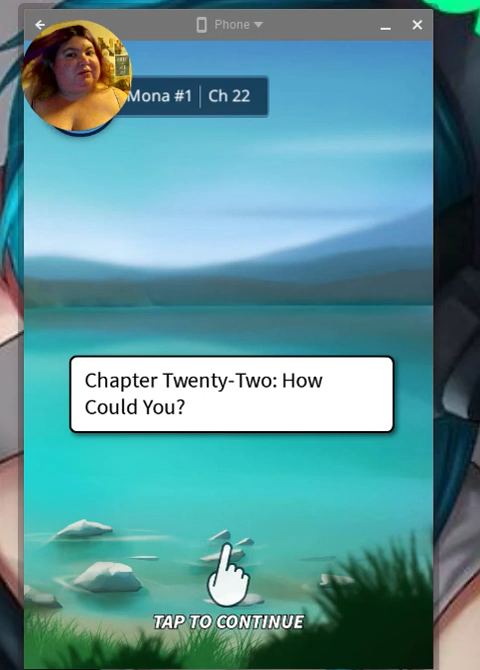 Phone
Mona #1 | Ch 22
Chapter Twenty-Two: How
Could You?
TAP TO CONTINUE